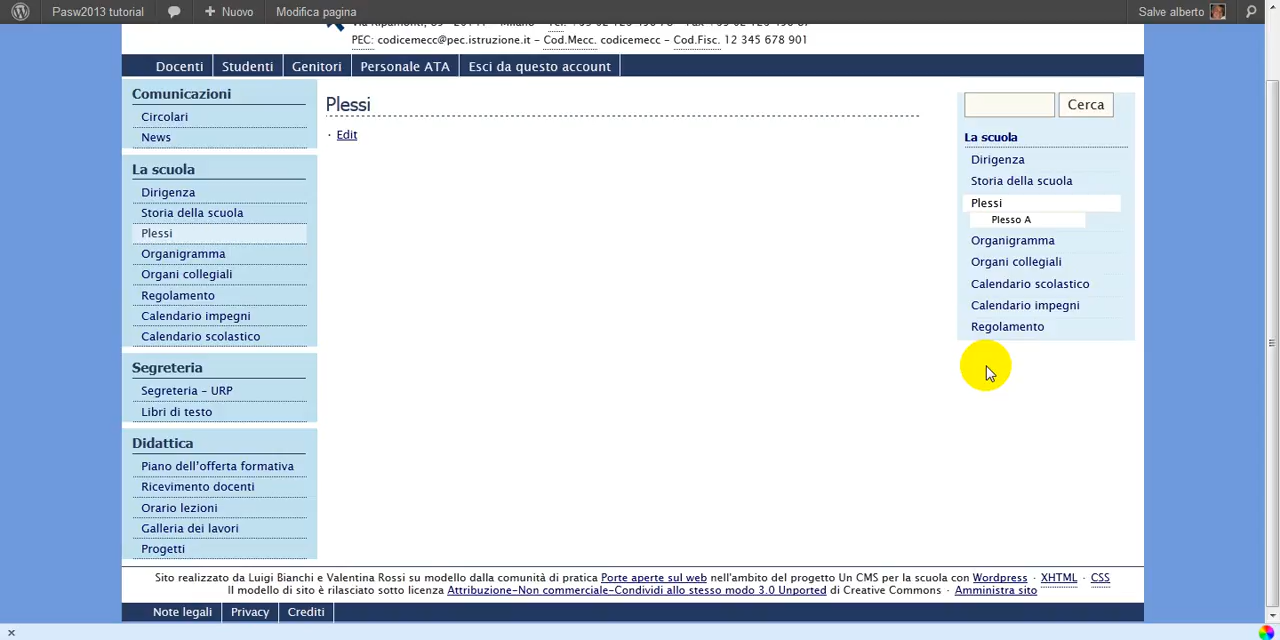 Pasw2013 tutorial
Nuovo
Modifica pagina
Salve alberto
PEC: codicemecc@pec.istruzione.it – Cod.Mecc. codicemecc – Cod.Fisc. 12 345 678 901
Docenti
Studenti
Genitori
Personale ATA
Esci da questo account
Comunicazioni
Circolari
News
La scuola
Dirigenza
Storia della scuola
Plessi
Organigramma
Organi collegiali
Regolamento
Calendario impegni
Calendario scolastico
Segreteria
Segreteria – URP
Libri di testo
Didattica
Piano dell'offerta formativa
Ricevimento docenti
Orario lezioni
Galleria dei lavori
Progetti
Plessi
· Edit
Cerca
La scuola
Dirigenza
Storia della scuola
Plessi
Plesso A
Organigramma
Organi collegiali
Calendario scolastico
Calendario impegni
Regolamento
Sito realizzato da Luigi Bianchi e Valentina Rossi su modello dalla comunità di pratica Porte aperte sul web nell'ambito del progetto Un CMS per la scuola con Wordpress · XHTML · CSS
Il modello di sito è rilasciato sotto licenza Attribuzione-Non commerciale-Condividi allo stesso modo 3.0 Unported di Creative Commons · Amministra sito
Note legali
Privacy
Crediti